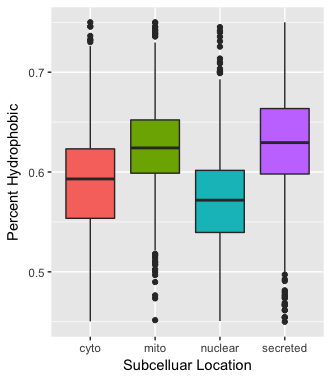 Percent Hydrophobic
0.7
0.6
0.5
cyto mito nuclear secreted
Subcelluar Location